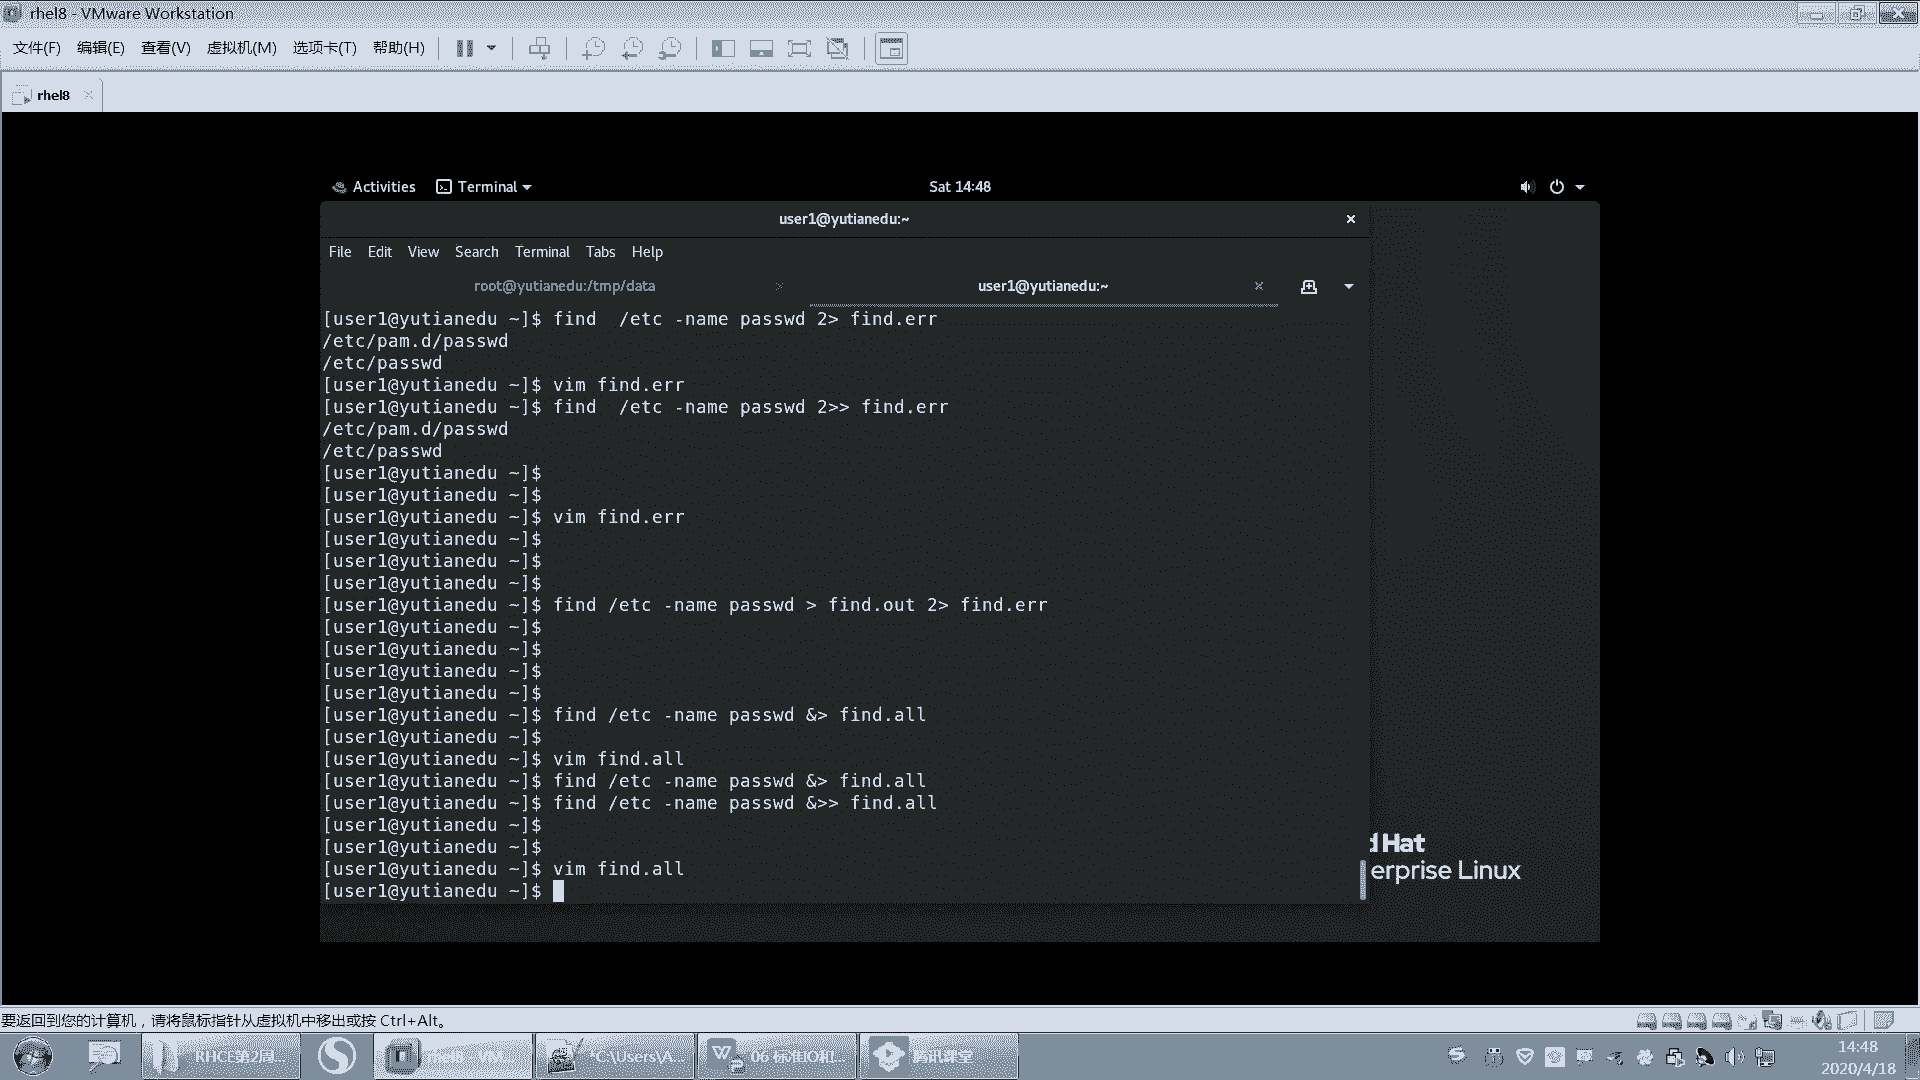 rhel8 - VMware Workstation
文件(F) 编辑(E) 查看(V) 虚拟机(M) 选项卡(T) 帮助(H)
rhel8
Activities Terminal Sat 14:48
user1@yutianedu:~
File Edit View Search Terminal Tabs Help
root@yutianedu:/tmp/data user1@yutianedu:~
[user1@yutianedu ~]$ find  /etc -name passwd 2> find.err
/etc/pam.d/passwd
/etc/passwd
[user1@yutianedu ~]$ vim find.err
[user1@yutianedu ~]$ find  /etc -name passwd 2>> find.err
/etc/pam.d/passwd
/etc/passwd
[user1@yutianedu ~]$
[user1@yutianedu ~]$
[user1@yutianedu ~]$ vim find.err
[user1@yutianedu ~]$
[user1@yutianedu ~]$
[user1@yutianedu ~]$
[user1@yutianedu ~]$ find /etc -name passwd > find.out 2> find.err
[user1@yutianedu ~]$
[user1@yutianedu ~]$
[user1@yutianedu ~]$
[user1@yutianedu ~]$
[user1@yutianedu ~]$ find /etc -name passwd &> find.all
[user1@yutianedu ~]$
[user1@yutianedu ~]$ vim find.all
[user1@yutianedu ~]$ find /etc -name passwd &> find.all
[user1@yutianedu ~]$ find /etc -name passwd &>> find.all
[user1@yutianedu ~]$
[user1@yutianedu ~]$
[user1@yutianedu ~]$ vim find.all
[user1@yutianedu ~]$
d Hat
erprise Linux
要返回到您的计算机，请将鼠标指针从虚拟机中移出或按 Ctrl+Alt。
RHCE第2周... rhel8 - VM... *C:\Users\A... 06 标准IO和... 腾讯课堂
14:48
2020/4/18